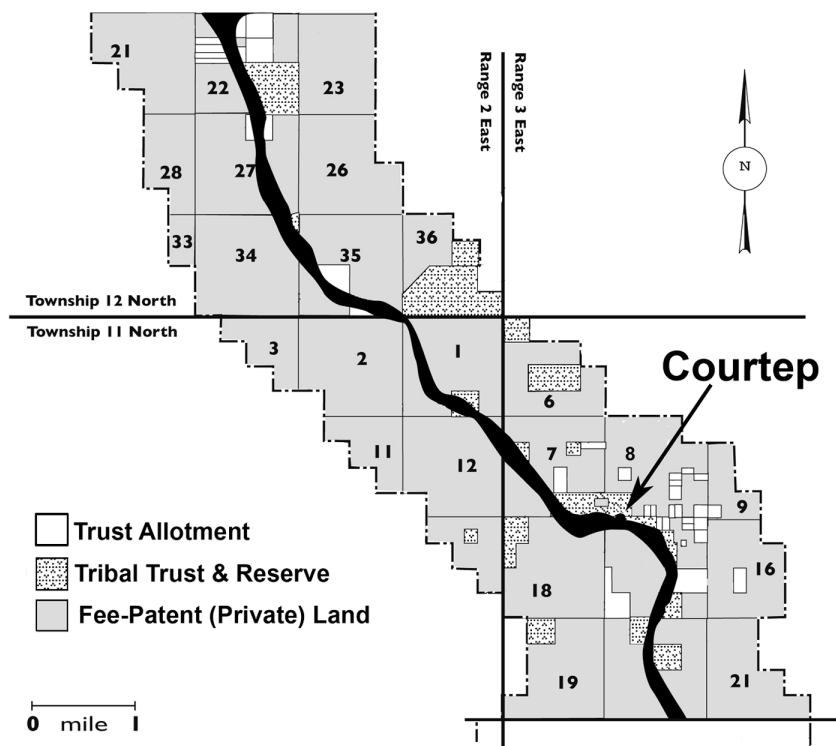 21
22
23
Range 2 East
Range 3 East
N
28
27
26
33
34
35
36
Township 12 North
Township 11 North
3
2
1
6
Courtep
11
12
7
8
9
Trust Allotment
Tribal Trust & Reserve
Fee-Patent (Private) Land
18
16
19
21
0 mile 1